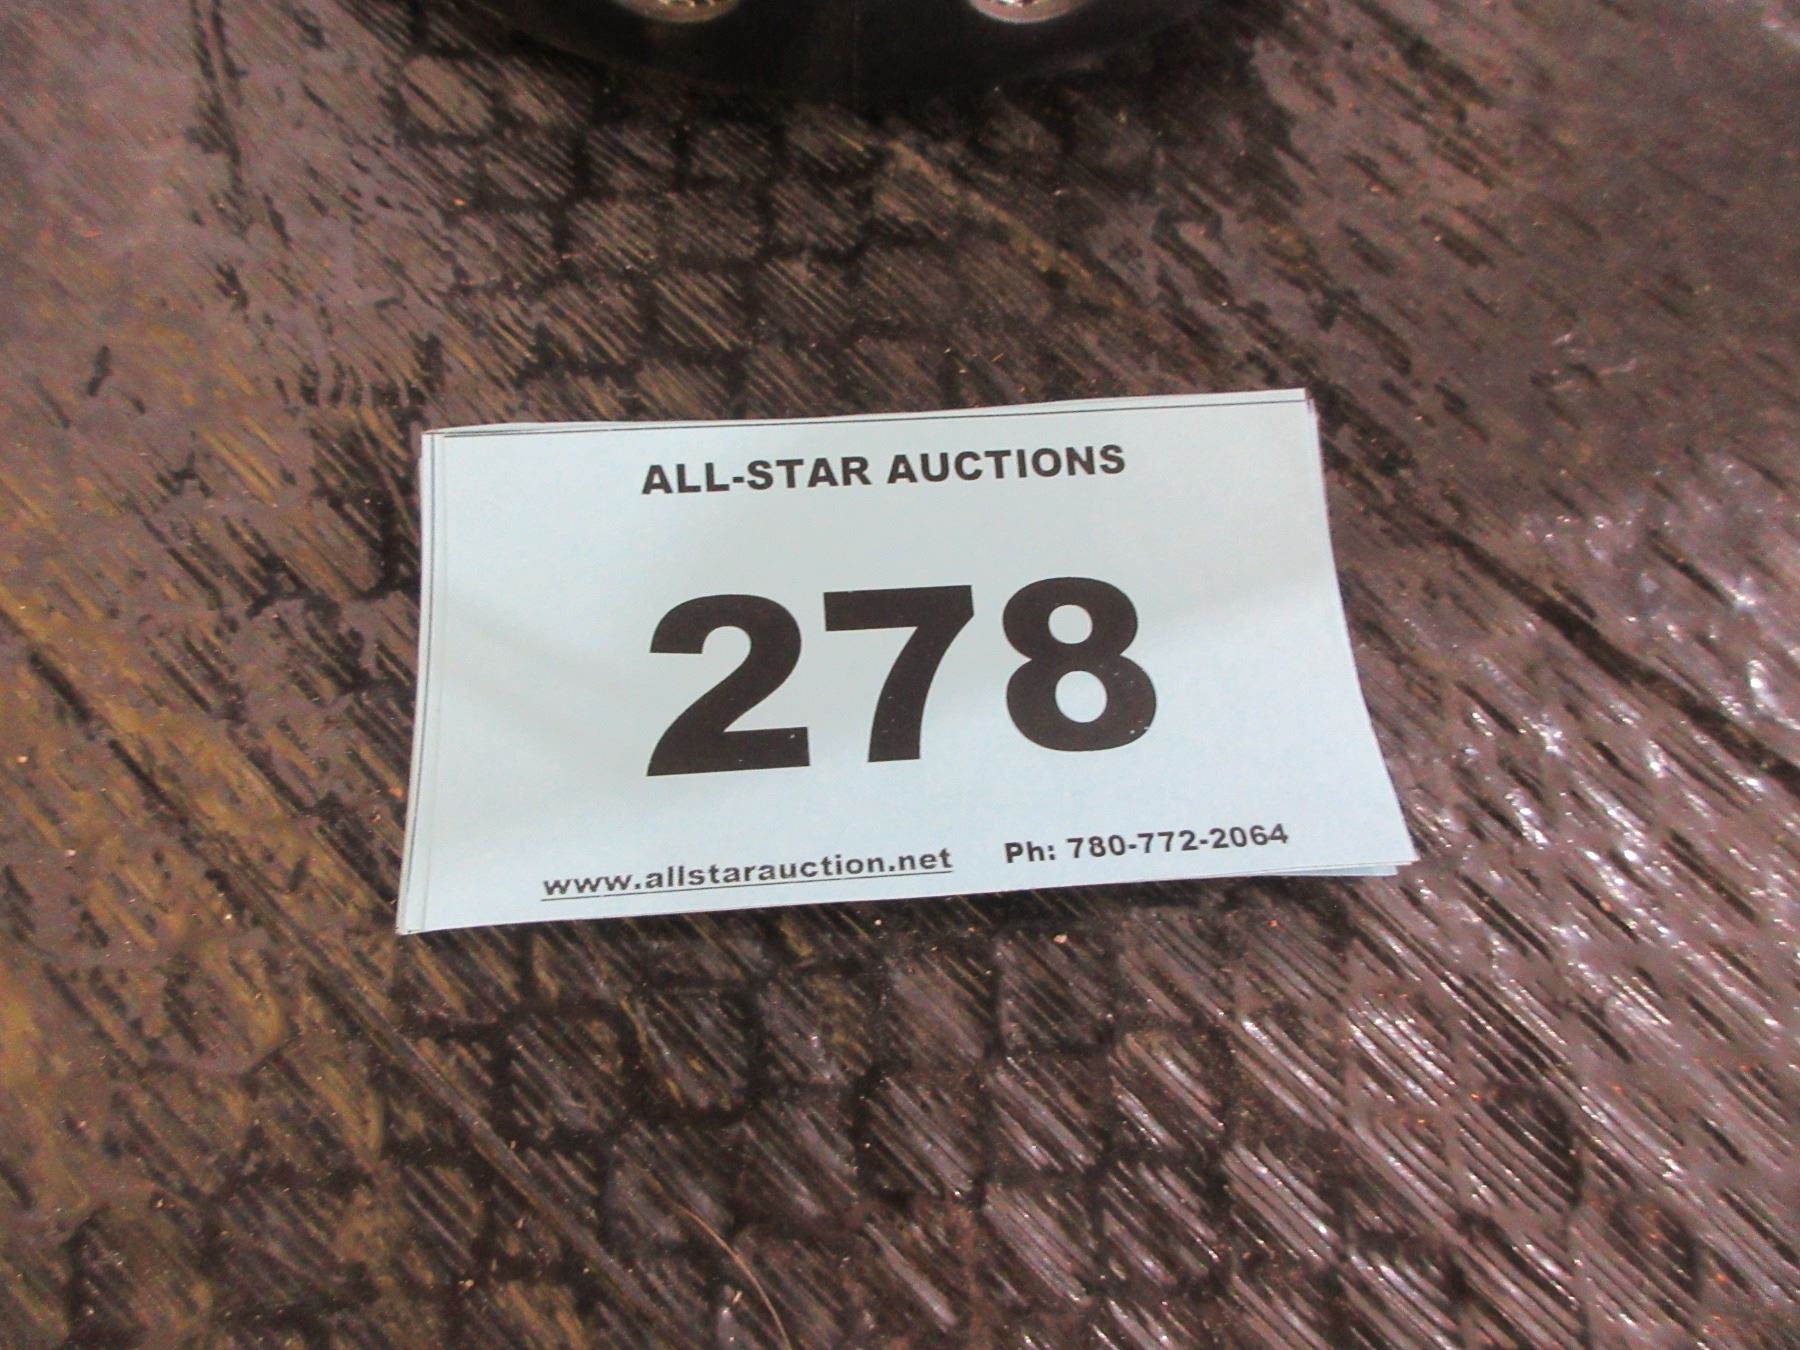 ALL-STAR AUCTIONS
278
www.allstarauction.net Ph: 780-772-2064